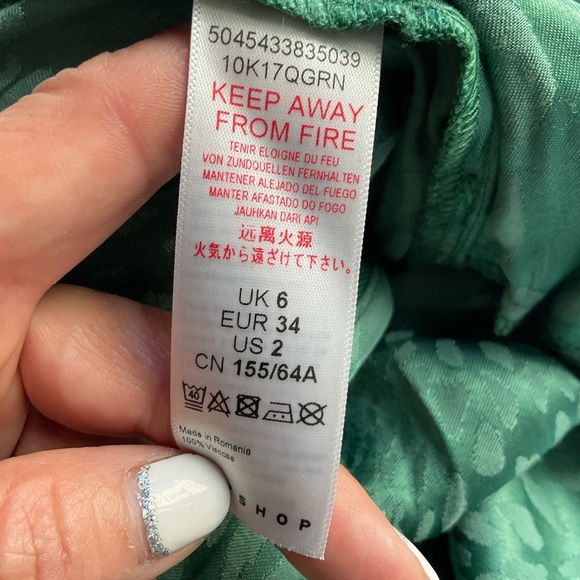 5045433835039
10K17QGRN
KEEP AWAY
FROM FIRE
TENIR ELOIGNE DU FEU
VON ZUNDQUELLEN FERNHALTEN
MANTENER ALEJADO DEL FUEGO
MANTER AFASTADO DO FOGO
JAUHKAN DARI API
远离火源
火気から遠ざけて下さい。
UK 6
EUR 34
US 2
CN 155/64A
40
Made in Romania
100% Viscose
SHOP